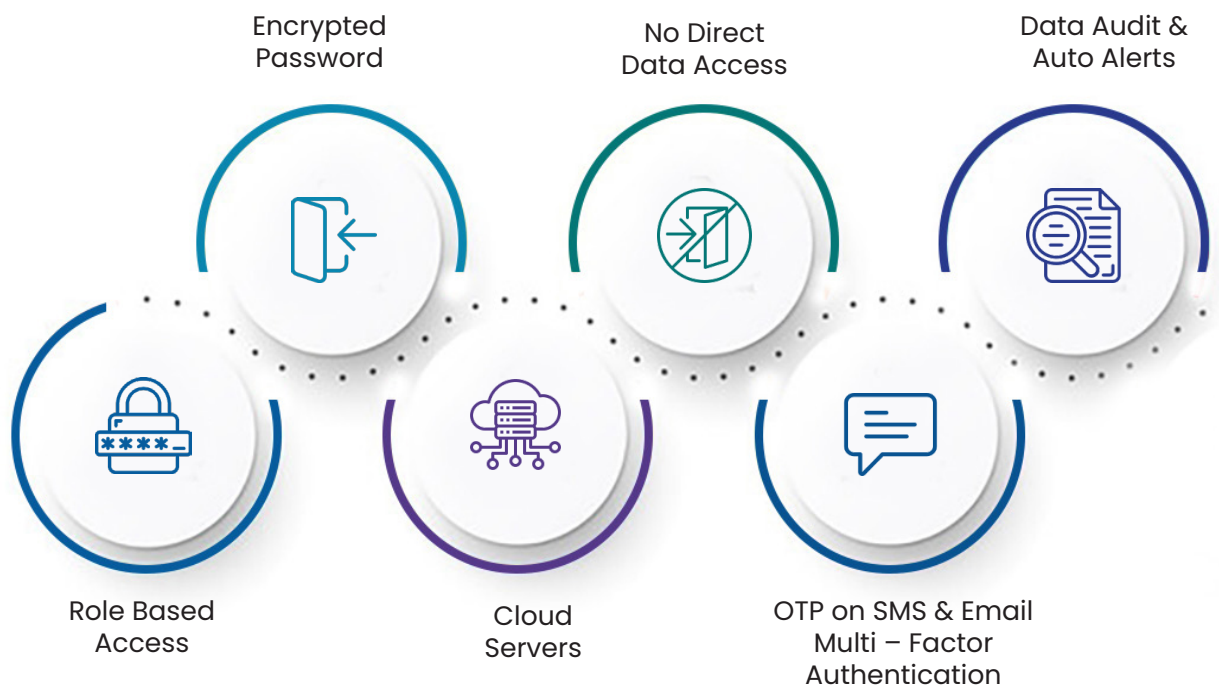 Encrypted
Password
No Direct
Data Access
Data Audit &
Auto Alerts
****_
Role Based
Access
Cloud
Servers
OTP on SMS & Email
Multi – Factor
Authentication